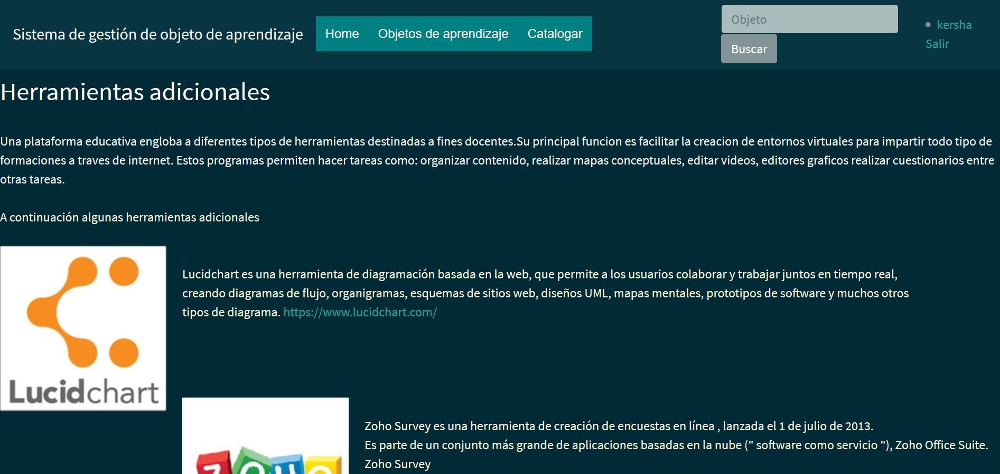 Sistema de gestión de objeto de aprendizaje
Home Objetos de aprendizaje Catalogar
Objeto
Buscar
kersha
Salir
Herramientas adicionales
Una plataforma educativa engloba a diferentes tipos de herramientas destinadas a fines docentes.Su principal funcion es facilitar la creacion de entornos virtuales para impartir todo tipo de
formaciones a traves de internet. Estos programas permiten hacer tareas como: organizar contenido, realizar mapas conceptuales, editar videos, editores graficos realizar cuestionarios entre
otras tareas.
A continuación algunas herramientas adicionales
Lucidchart
Lucidchart es una herramienta de diagramación basada en la web, que permite a los usuarios colaborar y trabajar juntos en tiempo real,
creando diagramas de flujo, organigramas, esquemas de sitios web, diseños UML, mapas mentales, prototipos de software y muchos otros
tipos de diagrama. https://www.lucidchart.com/
ZOHO
Zoho Survey es una herramienta de creación de encuestas en línea , lanzada el 1 de julio de 2013.
Es parte de un conjunto más grande de aplicaciones basadas en la nube (" software como servicio "), Zoho Office Suite.
Zoho Survey